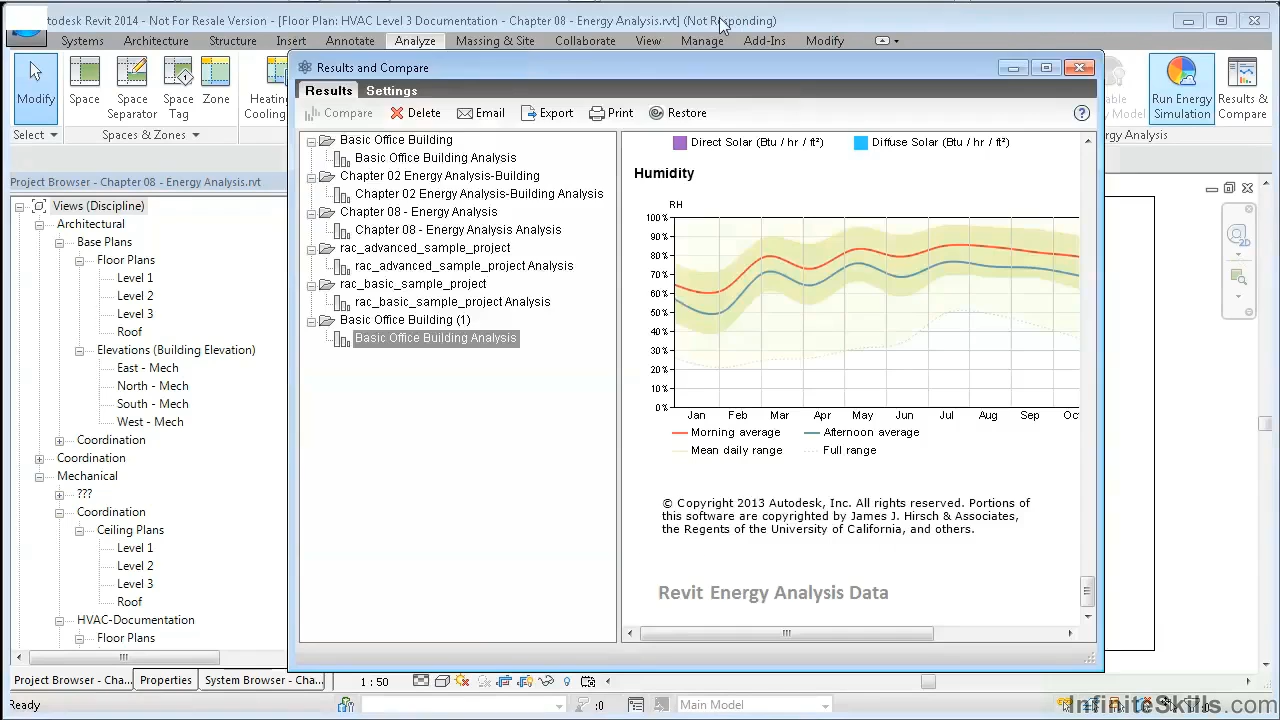 todesk Revit 2014 - Not For Resale Version - [Floor Plan: HVAC Level 3 Documentation - Chapter 08 - Energy Analysis.rvt] (Not Responding)
Systems Architecture Structure Insert Annotate Analyze Massing & Site Collaborate View Manage Add-Ins Modify
Modify
Space
Space Separator
Space Tag
Zone
Heating
Cooling
Run Energy Simulation
Results & Compare
Select
Spaces & Zones
Project Browser - Chapter 08 - Energy Analysis.rvt
Views (Discipline)
Architectural
Base Plans
Floor Plans
Level 1
Level 2
Level 3
Roof
Elevations (Building Elevation)
East - Mech
North - Mech
South - Mech
West - Mech
Coordination
Coordination
Mechanical
???
Coordination
Ceiling Plans
Level 1
Level 2
Level 3
Roof
HVAC-Documentation
Floor Plans
Project Browser - Cha... Properties System Browser - Cha...
Results and Compare
Results Settings
Compare Delete Email Export Print Restore
Basic Office Building
Basic Office Building Analysis
Chapter 02 Energy Analysis-Building
Chapter 02 Energy Analysis-Building Analysis
Chapter 08 - Energy Analysis
Chapter 08 - Energy Analysis Analysis
rac_advanced_sample_project
rac_advanced_sample_project Analysis
rac_basic_sample_project
rac_basic_sample_project Analysis
Basic Office Building (1)
Basic Office Building Analysis
Direct Solar (Btu / hr / ft²) Diffuse Solar (Btu / hr / ft²)
Humidity
RH
100%
90%
80%
70%
60%
50%
40%
30%
20%
10%
0%
Jan Feb Mar Apr May Jun Jul Aug Sep Oc
Morning average Afternoon average
Mean daily range Full range
© Copyright 2013 Autodesk, Inc. All rights reserved. Portions of
this software are copyrighted by James J. Hirsch & Associates,
the Regents of the University of California, and others.
Revit Energy Analysis Data
2D
1 : 50
Ready
:0
Main Model
InfiniteSkills.com